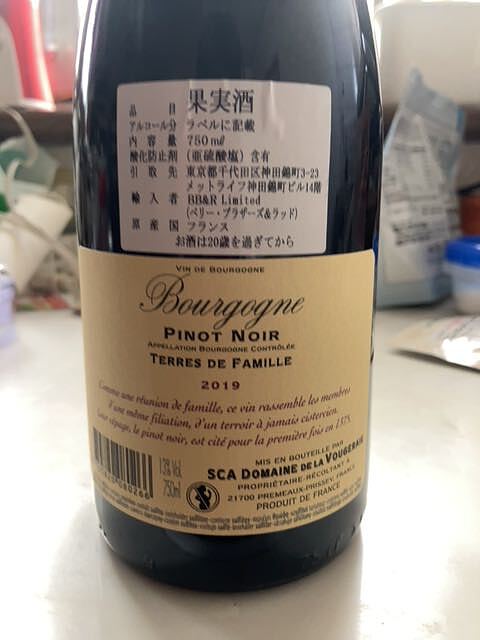 品目 果実酒
アルコール分 ラベルに記載
内容量 750㎖
酸化防止剤 (亜硫酸塩)含有
引取先 東京都千代田区神田錦町3-23
メットライフ神田錦町ビル14階
輸入者 BB&R Limited
(ベリー・ブラザーズ&ラッド)
原産国 フランス
お酒は20歳を過ぎてから
VIN DE BOURGOGNE
Bourgogne
PINOT NOIR
APPELLATION BOURGOGNE CONTRÔLÉE
TERRES DE FAMILLE
2019
Comme une réunion de famille, ce vin rassemble les membres
d'une même filiation, d'un terroir à jamais cistercien.
Leur cépage, le pinot noir, est cité pour la première fois en 1375.
MIS EN BOUTEILLE PAR
SCA DOMAINE DE LA VOUGERAIE
PROPRIÉTAIRE-RÉCOLTANT À
21700 PREMEAUX-PRISSEY, FRANCE
PRODUIT DE FRANCE
13% Vol.
750ml